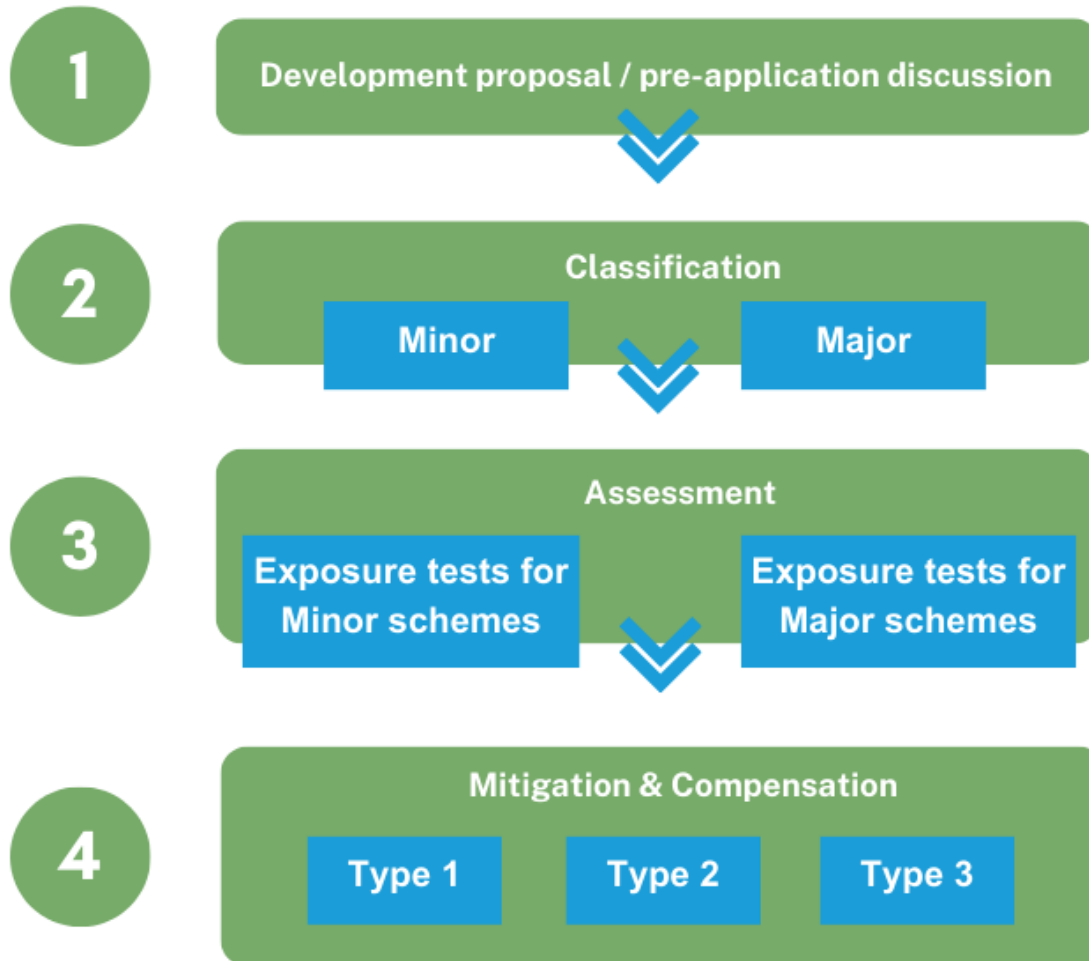 1
Development proposal / pre-application discussion
2
Classification
Minor
Major
3
Assessment
Exposure tests for
Minor schemes
Exposure tests for
Major schemes
4
Mitigation & Compensation
Type 1
Type 2
Type 3